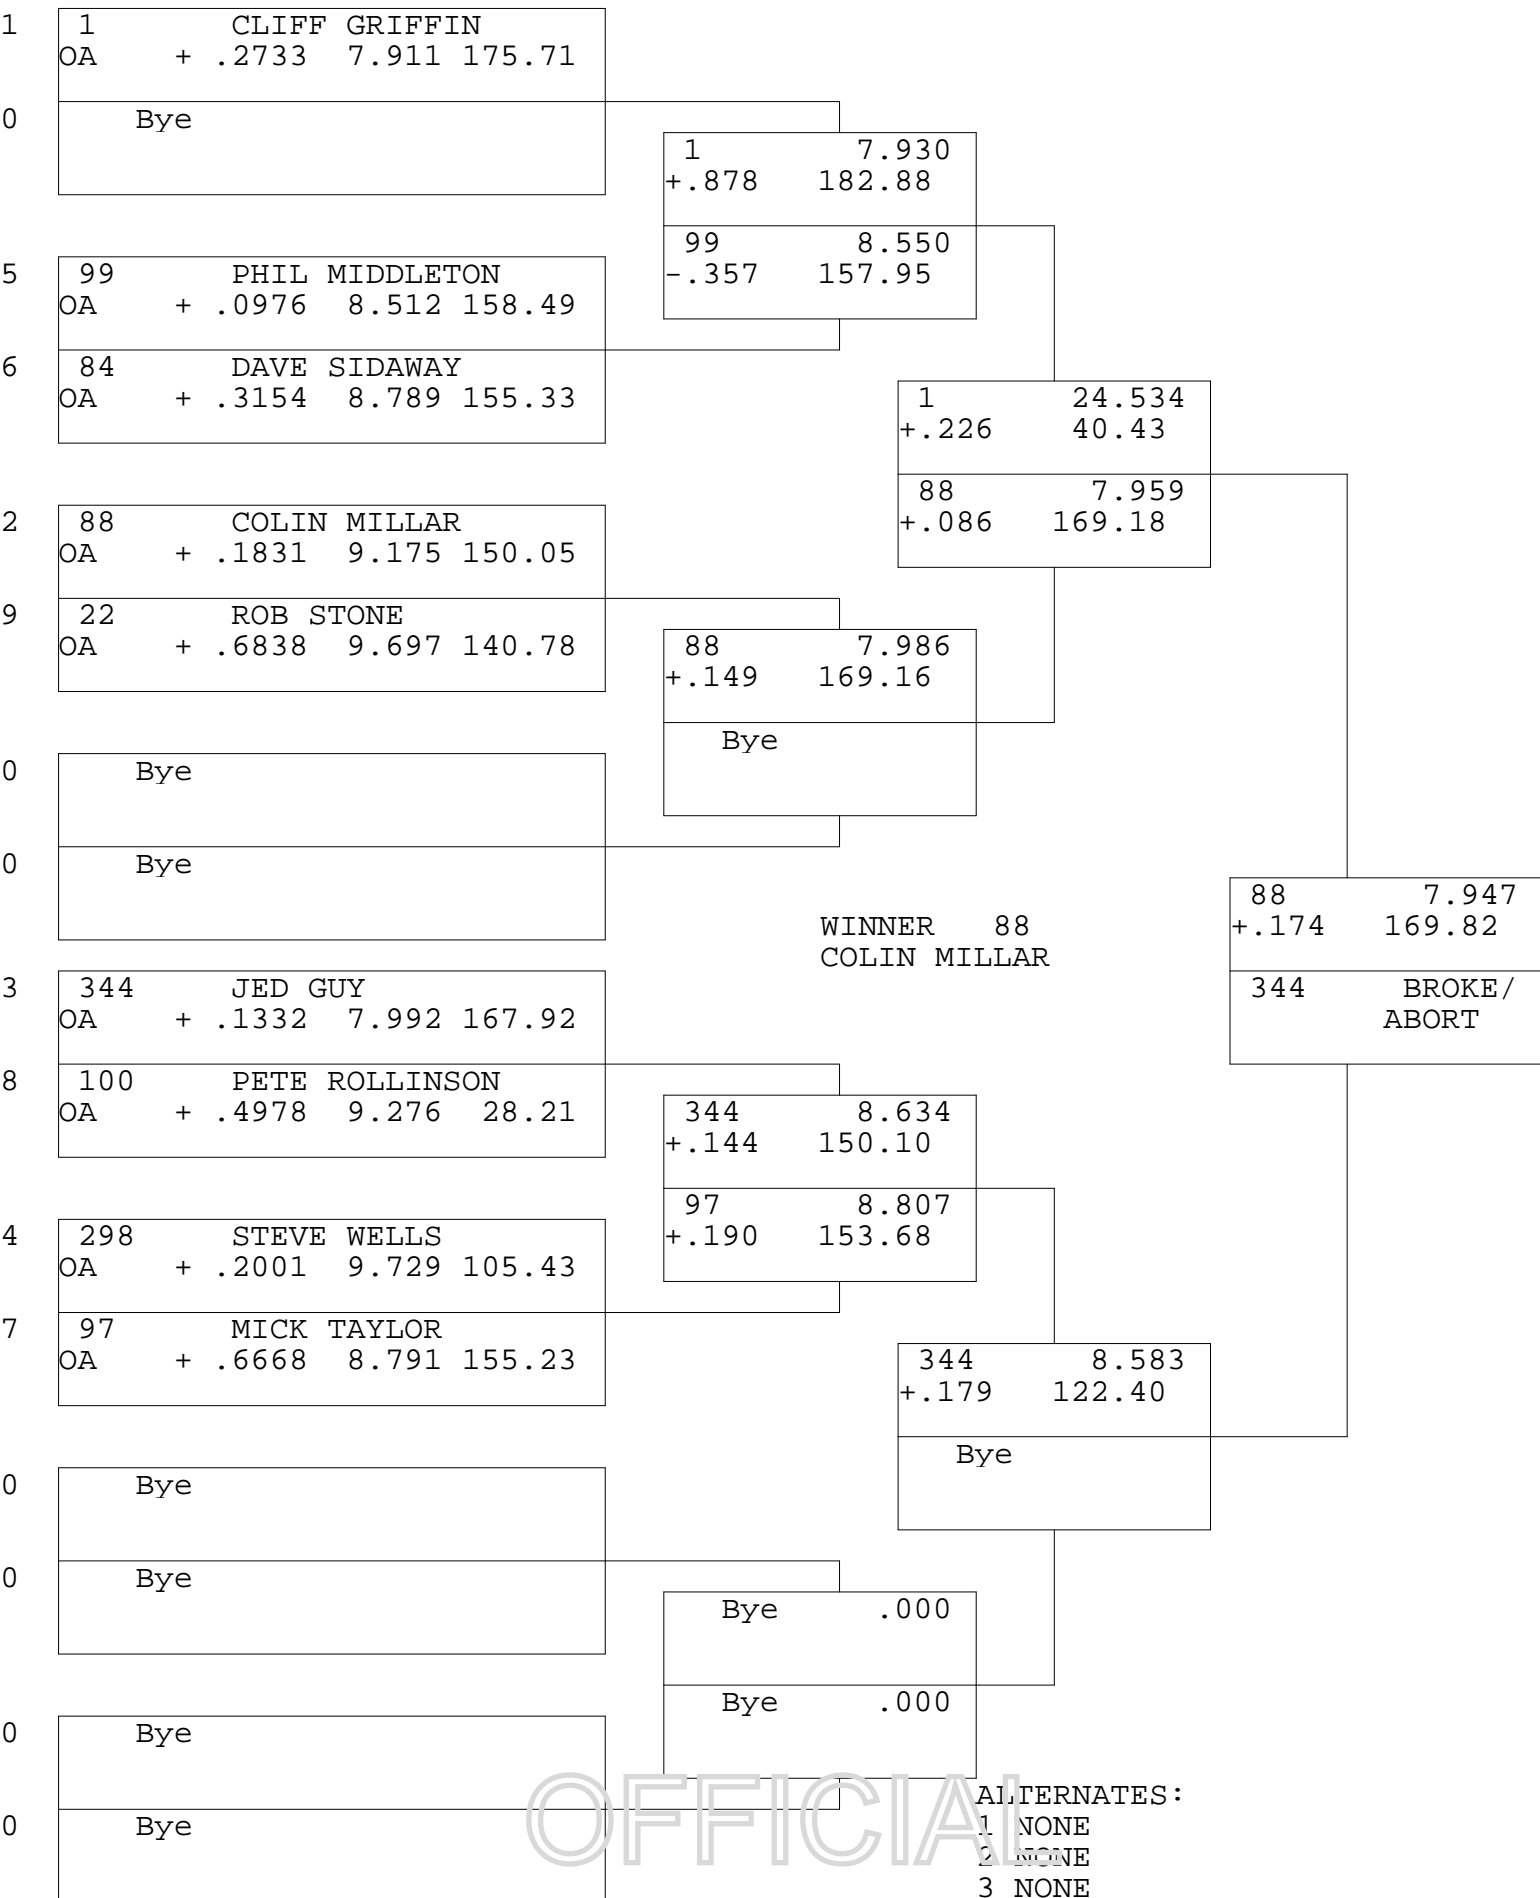 1 1 CLIFF GRIFFIN
OA + .2733 7.911 175.71
0 Bye
1 7.930
+.878 182.88
99 8.550
-.357 157.95
5 99 PHIL MIDDLETON
OA + .0976 8.512 158.49
6 84 DAVE SIDAWAY
OA + .3154 8.789 155.33
1 24.534
+.226 40.43
88 7.959
+.086 169.18
2 88 COLIN MILLAR
OA + .1831 9.175 150.05
9 22 ROB STONE
OA + .6838 9.697 140.78
88 7.986
+.149 169.16
Bye
0 Bye
0 Bye
WINNER 88
COLIN MILLAR
88 7.947
+.174 169.82
344 BROKE/
ABORT
3 344 JED GUY
OA + .1332 7.992 167.92
8 100 PETE ROLLINSON
OA + .4978 9.276 28.21
344 8.634
+.144 150.10
97 8.807
+.190 153.68
4 298 STEVE WELLS
OA + .2001 9.729 105.43
7 97 MICK TAYLOR
OA + .6668 8.791 155.23
344 8.583
+.179 122.40
Bye
0 Bye
0 Bye
Bye .000
Bye .000
0 Bye
0 Bye
OFFICIAL
ALTERNATES:
1 NONE
2 NONE
3 NONE